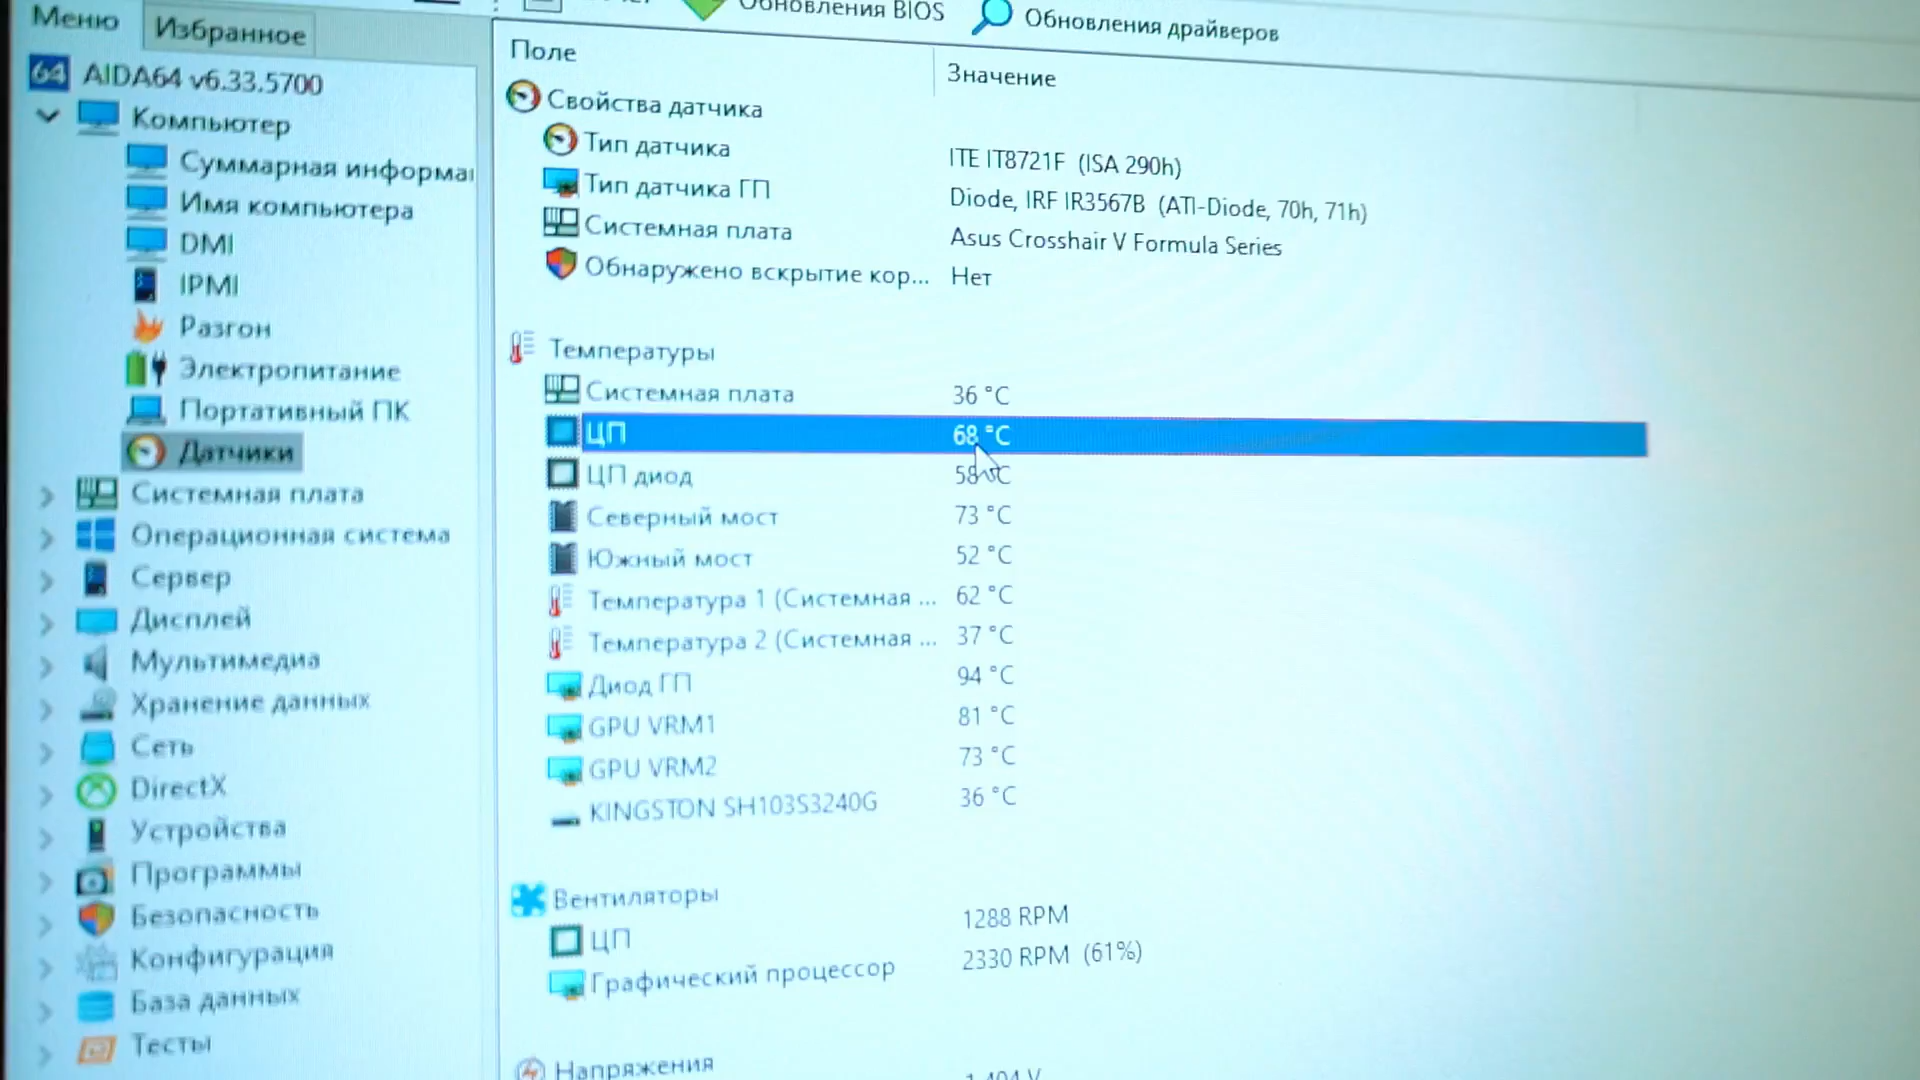 Меню
Избранное
Обновления BIOS
Обновления драйверов
AIDA64 v6.33.5700
Компьютер
Суммарная информац
Имя компьютера
DMI
IPMI
Разгон
Электропитание
Портативный ПК
Датчики
Системная плата
Операционная система
Сервер
Дисплей
Мультимедиа
Хранение данных
Сеть
DirectX
Устройства
Программы
Безопасность
Конфигурация
База данных
Тесты
Поле Значение
Свойства датчика
Тип датчика ITE IT8721F (ISA 290h)
Тип датчика ГП Diode, IRF IR3567B (ATI-Diode, 70h, 71h)
Системная плата Asus Crosshair V Formula Series
Обнаружено вскрытие кор... Нет
Температуры
Системная плата 36 °C
ЦП 68 °C
ЦП диод 58 °C
Северный мост 73 °C
Южный мост 52 °C
Температура 1 (Системная ... 62 °C
Температура 2 (Системная ... 37 °C
Диод ГП 94 °C
GPU VRM1 81 °C
GPU VRM2 73 °C
KINGSTON SH103S3240G 36 °C
Вентиляторы
ЦП 1288 RPM
Графический процессор 2330 RPM (61%)
Напряжения
1.404 V